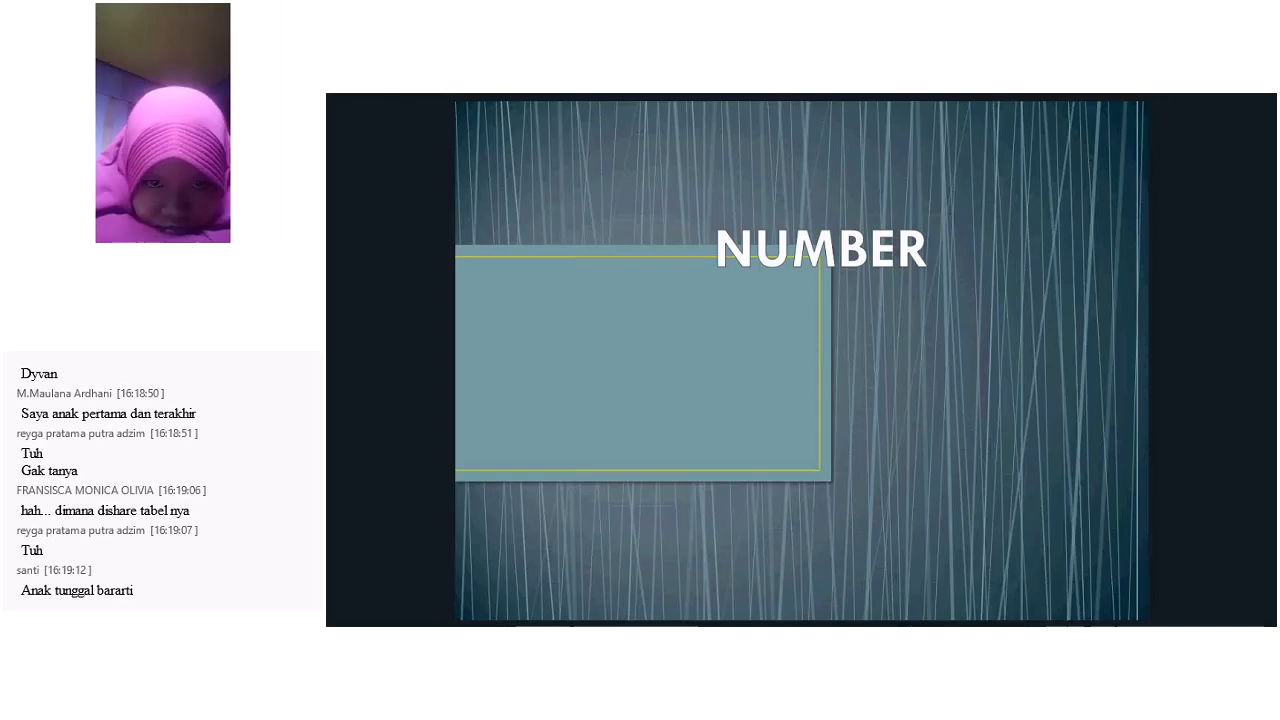 NUMBER
Dyvan
M.Maulana Ardhani [16:18:50]
Saya anak pertama dan terakhir
reyga pratama putra adzim [16:18:51]
Tuh
Gak tanya
FRANSISCA MONICA OLIVIA [16:19:06]
hah... dimana dishare tabel nya
reyga pratama putra adzim [16:19:07]
Tuh
santi [16:19:12]
Anak tunggal bararti